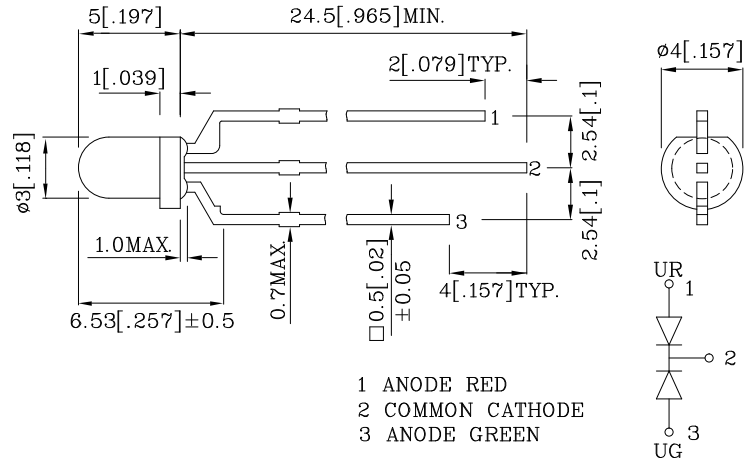 5[.197]
24.5[.965]MIN.
2[.079]TYP.
ø4[.157]
1[.039]
1
2.54[.1]
ø3[.118]
2
2.54[.1]
3
1.0MAX.
0.7MAX.
□0.5[.02]
±0.05
4[.157]TYP.
6.53[.257]±0.5
UR
1
2
3
UG
1 ANODE RED
2 COMMON CATHODE
3 ANODE GREEN